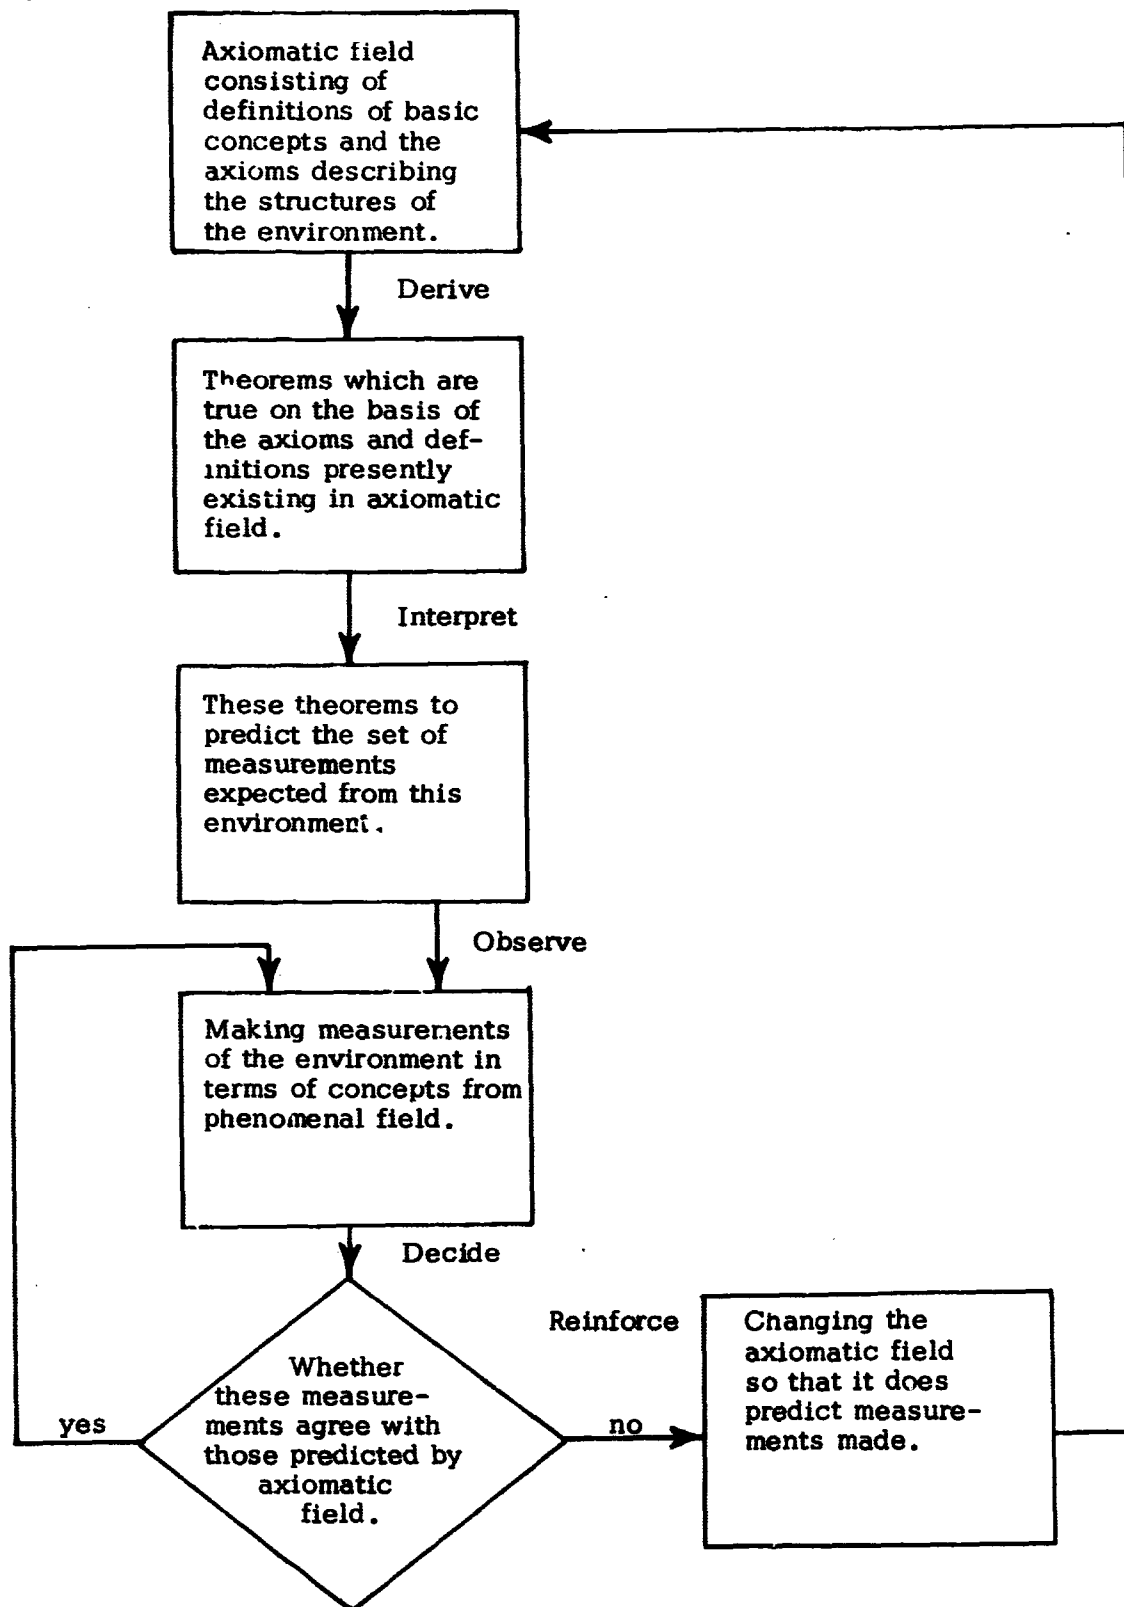 Axiomatic field
consisting of
definitions of basic
concepts and the
axioms describing
the structures of
the environment.
Derive
Theorems which are
true on the basis of
the axioms and def-
initions presently
existing in axiomatic
field.
Interpret
These theorems to
predict the set of
measurements
expected from this
environment.
Observe
Making measurements
of the environment in
terms of concepts from
phenomenal field.
Decide
Whether
these measure-
ments agree with
those predicted by
axiomatic
field.
yes
no
Reinforce
Changing the
axiomatic field
so that it does
predict measure-
ments made.